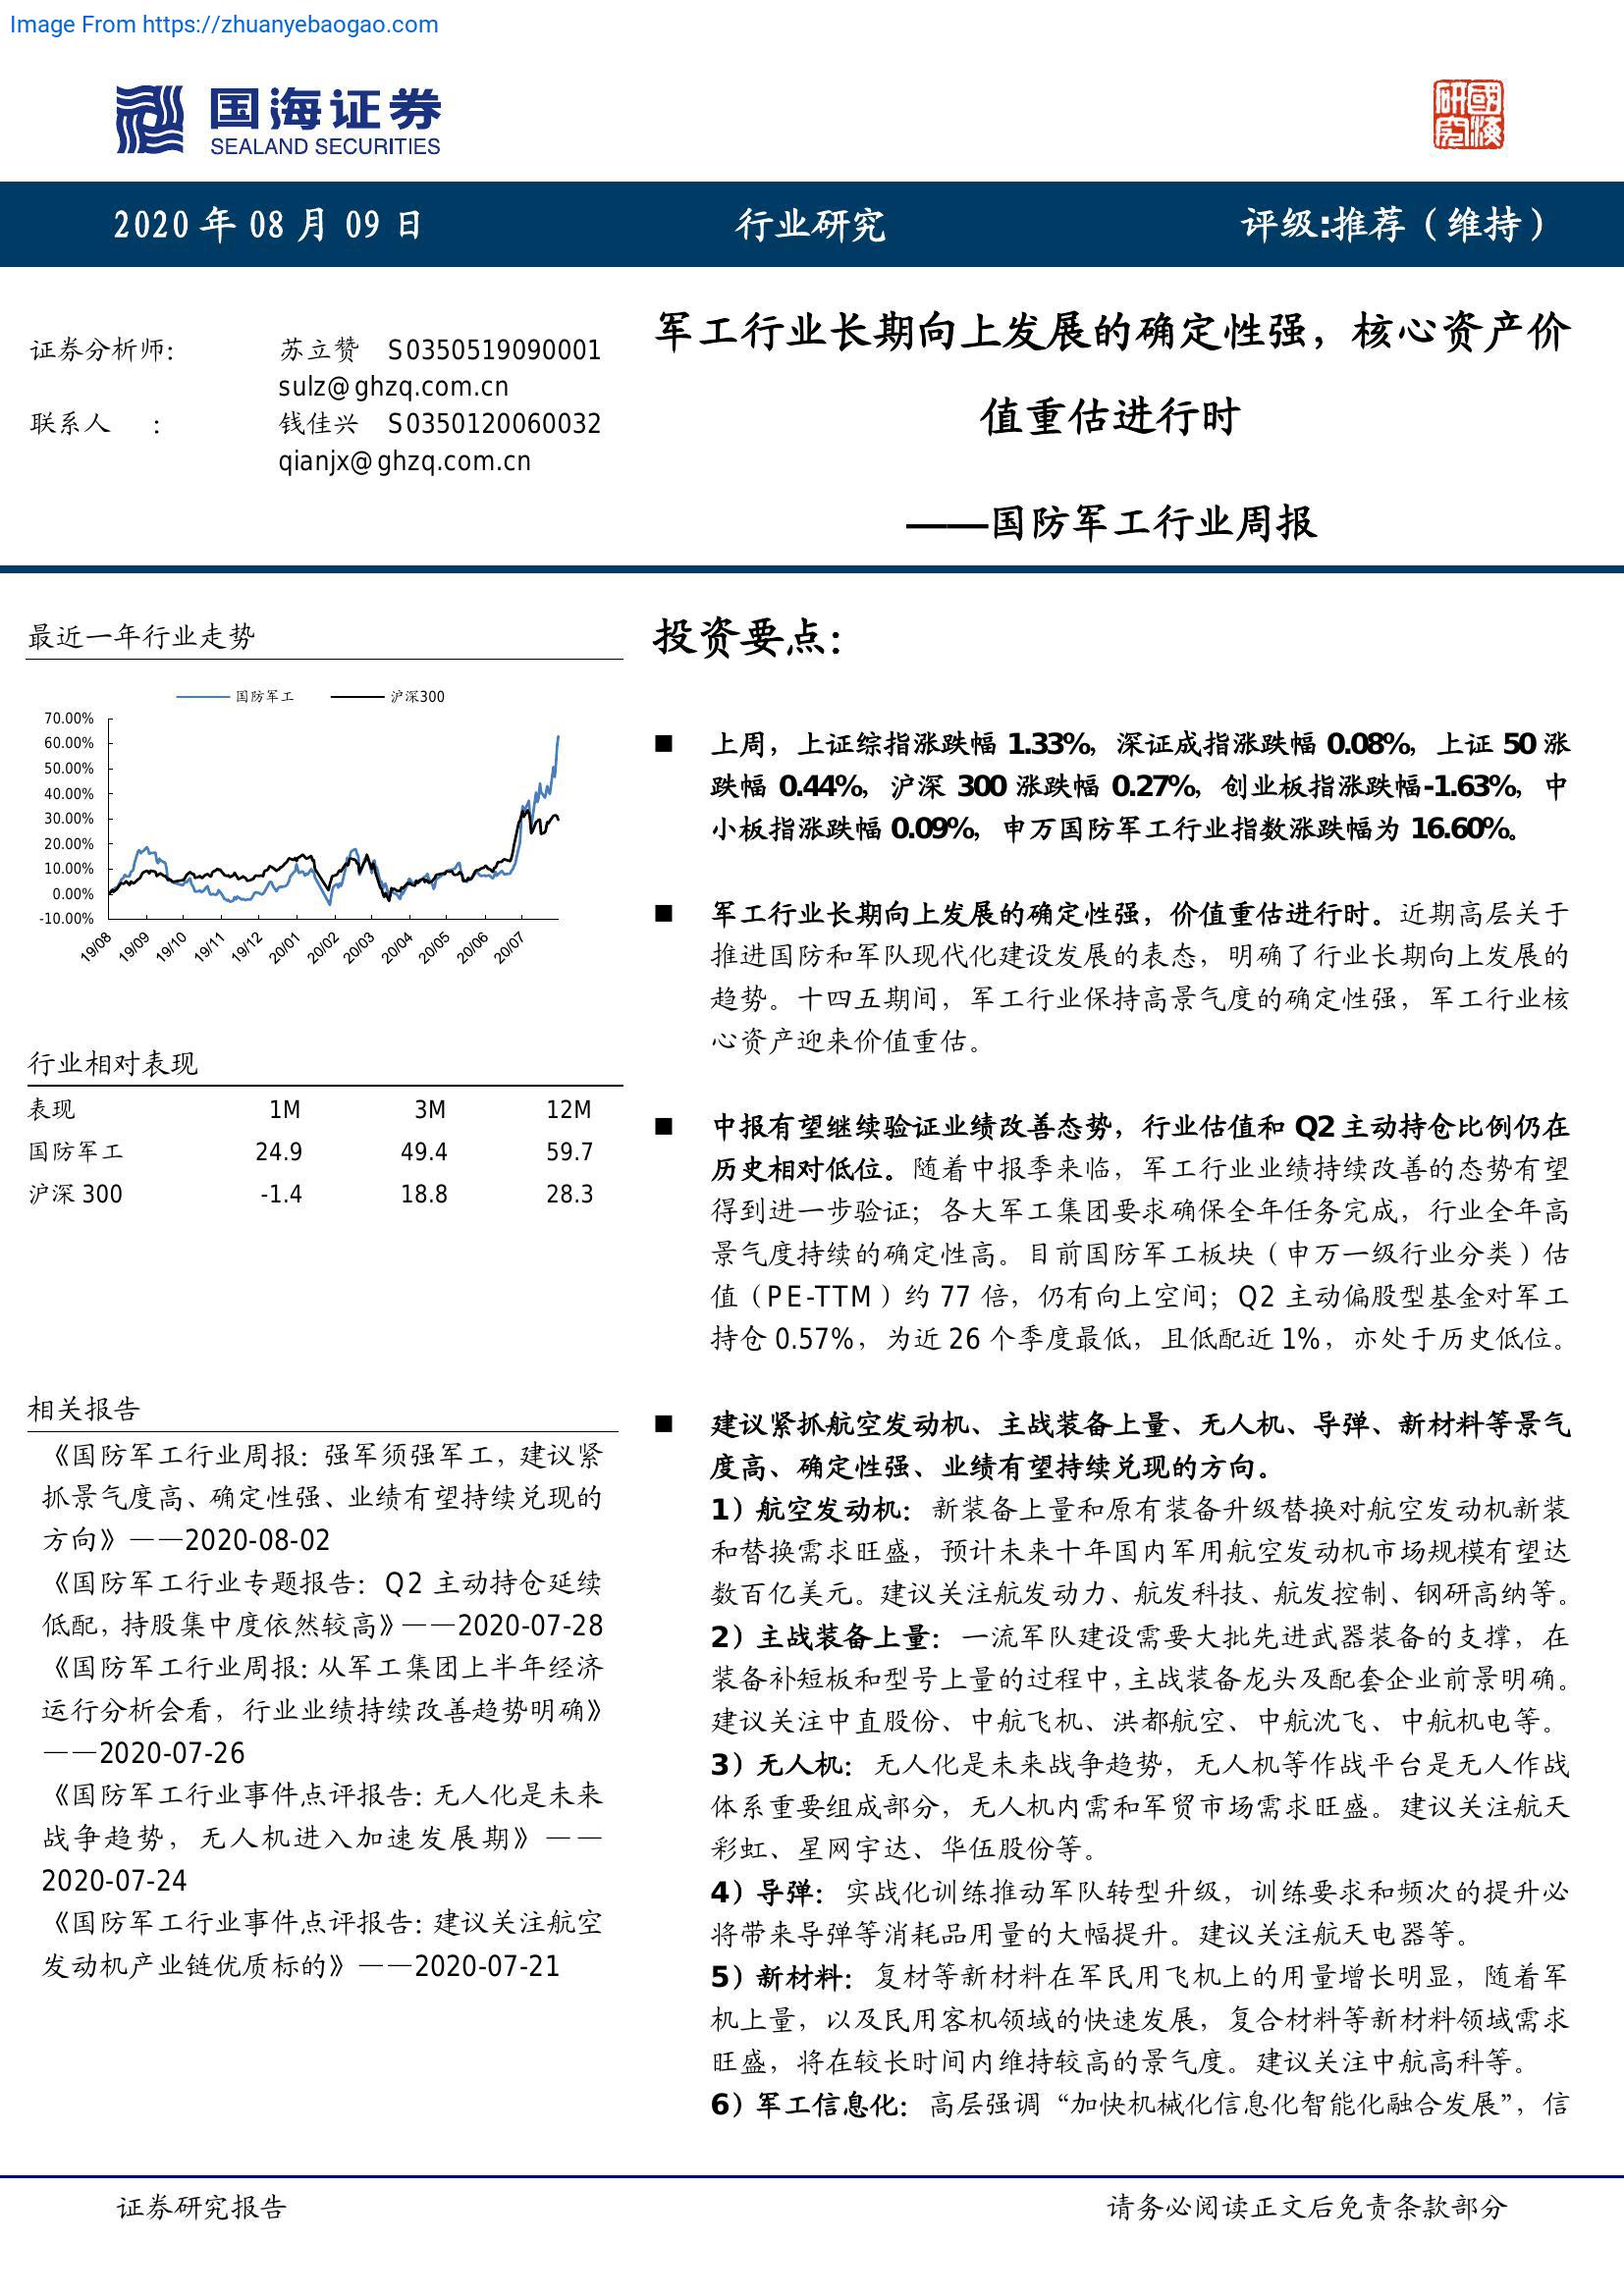 Image From https://zhuanyebaogao.com
国海证券
SEALAND SECURITIES
研究國海
2020 年 08 月 09 日 行业研究 评级:推荐（维持）
证券分析师： 苏立赞 S0350519090001
sulz@ghzq.com.cn
联系人 ： 钱佳兴 S0350120060032
qianjx@ghzq.com.cn
军工行业长期向上发展的确定性强，核心资产价
值重估进行时
——国防军工行业周报
最近一年行业走势
国防军工 沪深300
70.00%
60.00%
50.00%
40.00%
30.00%
20.00%
10.00%
0.00%
-10.00%
19/08 19/09 19/10 19/11 19/12 20/01 20/02 20/03 20/04 20/05 20/06 20/07
行业相对表现
表现 1M 3M 12M
国防军工 24.9 49.4 59.7
沪深 300 -1.4 18.8 28.3
相关报告
《国防军工行业周报：强军须强军工，建议紧
抓景气度高、确定性强、业绩有望持续兑现的
方向》——2020-08-02
《国防军工行业专题报告：Q2 主动持仓延续
低配，持股集中度依然较高》——2020-07-28
《国防军工行业周报：从军工集团上半年经济
运行分析会看，行业业绩持续改善趋势明确》
——2020-07-26
《国防军工行业事件点评报告：无人化是未来
战争趋势，无人机进入加速发展期》——
2020-07-24
《国防军工行业事件点评报告：建议关注航空
发动机产业链优质标的》——2020-07-21
投资要点：
■ 上周，上证综指涨跌幅 1.33%，深证成指涨跌幅 0.08%，上证 50 涨
跌幅 0.44%，沪深 300 涨跌幅 0.27%，创业板指涨跌幅-1.63%，中
小板指涨跌幅 0.09%，申万国防军工行业指数涨跌幅为 16.60%。
■ 军工行业长期向上发展的确定性强，价值重估进行时。近期高层关于
推进国防和军队现代化建设发展的表态，明确了行业长期向上发展的
趋势。十四五期间，军工行业保持高景气度的确定性强，军工行业核
心资产迎来价值重估。
■ 中报有望继续验证业绩改善态势，行业估值和 Q2 主动持仓比例仍在
历史相对低位。随着中报季来临，军工行业业绩持续改善的态势有望
得到进一步验证；各大军工集团要求确保全年任务完成，行业全年高
景气度持续的确定性高。目前国防军工板块（申万一级行业分类）估
值（PE-TTM）约 77 倍，仍有向上空间；Q2 主动偏股型基金对军工
持仓 0.57%，为近 26 个季度最低，且低配近 1%，亦处于历史低位。
■ 建议紧抓航空发动机、主战装备上量、无人机、导弹、新材料等景气
度高、确定性强、业绩有望持续兑现的方向。
1）航空发动机：新装备上量和原有装备升级替换对航空发动机新装
和替换需求旺盛，预计未来十年国内军用航空发动机市场规模有望达
数百亿美元。建议关注航发动力、航发科技、航发控制、钢研高纳等。
2）主战装备上量：一流军队建设需要大批先进武器装备的支撑，在
装备补短板和型号上量的过程中，主战装备龙头及配套企业前景明确。
建议关注中直股份、中航飞机、洪都航空、中航沈飞、中航机电等。
3）无人机：无人化是未来战争趋势，无人机等作战平台是无人作战
体系重要组成部分，无人机内需和军贸市场需求旺盛。建议关注航天
彩虹、星网宇达、华伍股份等。
4）导弹：实战化训练推动军队转型升级，训练要求和频次的提升必
将带来导弹等消耗品用量的大幅提升。建议关注航天电器等。
5）新材料：复材等新材料在军民用飞机上的用量增长明显，随着军
机上量，以及民用客机领域的快速发展，复合材料等新材料领域需求
旺盛，将在较长时间内维持较高的景气度。建议关注中航高科等。
6）军工信息化：高层强调“加快机械化信息化智能化融合发展”，信
证券研究报告 请务必阅读正文后免责条款部分